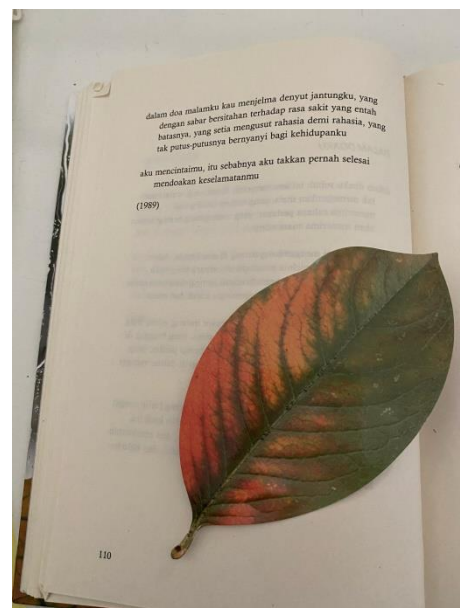 dalam doa malamku kau menjelma denyut jantungku, yang
dengan sabar bersitahan terhadap rasa sakit yang entah
batasnya, yang setia mengusut rahasia demi rahasia, yang
tak putus-putusnya bernyanyi bagi kehidupanku
aku mencintaimu, itu sebabnya aku takkan pernah selesai
mendoakan keselamatanmu
(1989)
110